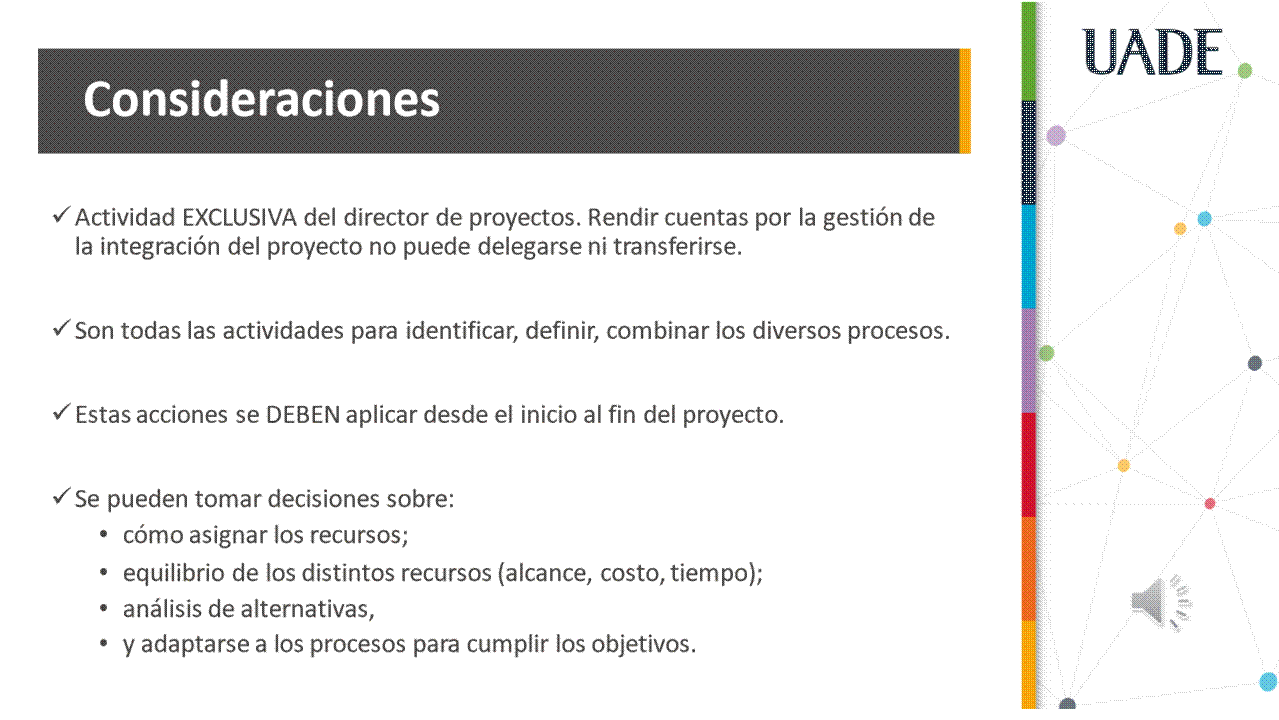 UADE
Consideraciones
✓ Actividad EXCLUSIVA del director de proyectos. Rendir cuentas por la gestión de
la integración del proyecto no puede delegarse ni transferirse.
✓ Son todas las actividades para identificar, definir, combinar los diversos procesos.
✓ Estas acciones se DEBEN aplicar desde el inicio al fin del proyecto.
✓ Se pueden tomar decisiones sobre:
• cómo asignar los recursos;
• equilibrio de los distintos recursos (alcance, costo, tiempo);
• análisis de alternativas,
• y adaptarse a los procesos para cumplir los objetivos.